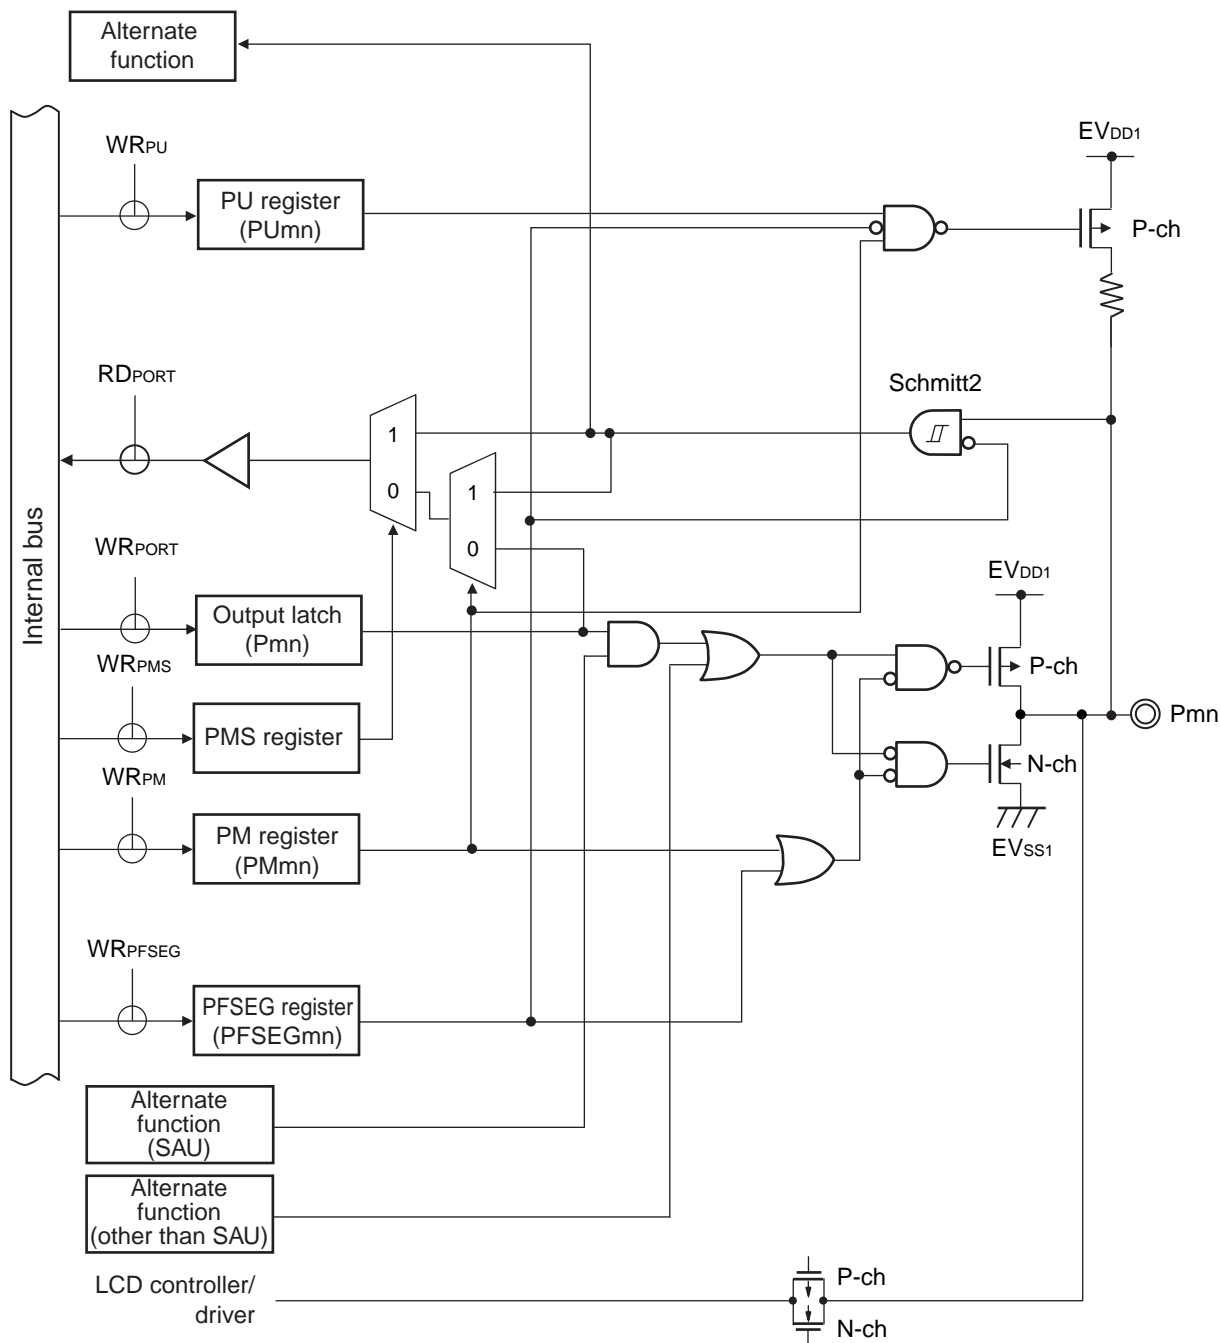 Alternate
function
EVDD1
WRPU
PU register
(PUmn)
P-ch
RDPORT
Schmitt2
1
0
1
0
Internal bus
WRPORT
EVDD1
Output latch
(Pmn)
WRPMS
P-ch
Pmn
PMS register
N-ch
WRPM
PM register
(PMmn)
EVSS1
WRPFSEG
PFSEG register
(PFSEGmn)
Alternate
function
(SAU)
Alternate
function
(other than SAU)
LCD controller/
driver
P-ch
N-ch